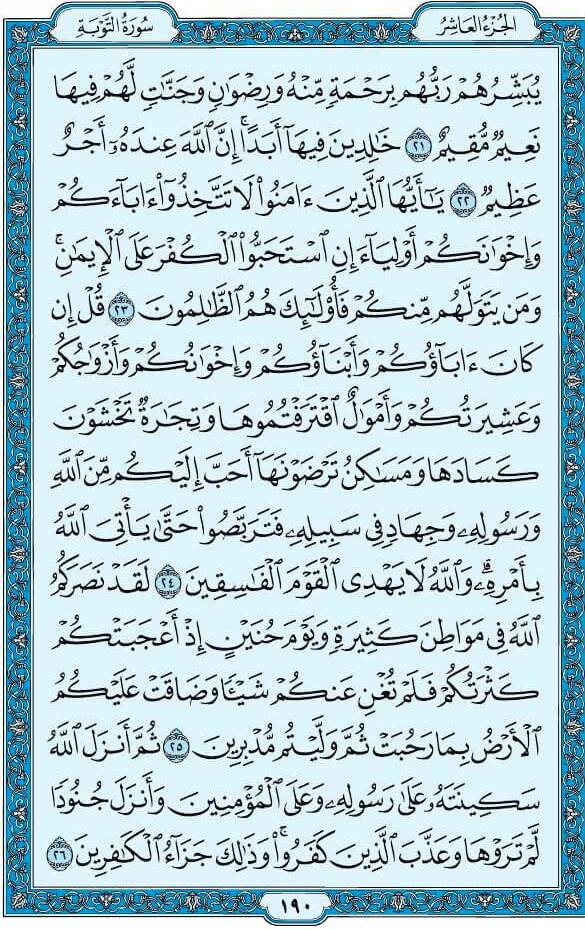 الجُزْءُ العَاشِرُ
سُورَةُ التَّوْبَةِ
يُبَشِّرُهُمْ رَبُّهُم بِرَحْمَةٍ مِّنْهُ وَرِضْوَٰنٍ وَجَنَّـٰتٍ لَّهُمْ فِيهَا
نَعِيمٌ مُّقِيمٌ ٢١ خَـٰلِدِينَ فِيهَآ أَبَدًاۚ إِنَّ ٱللَّهَ عِندَهُۥٓ أَجْرٌ
عَظِيمٌ ٢٢ يَـٰٓأَيُّهَا ٱلَّذِينَ ءَامَنُوا۟ لَا تَتَّخِذُوٓا۟ ءَابَآءَكُمْ
وَإِخْوَٰنَكُمْ أَوْلِيَآءَ إِنِ ٱسْتَحَبُّوا۟ ٱلْكُفْرَ عَلَى ٱلْإِيمَـٰنِۚ
وَمَن يَتَوَلَّهُم مِّنكُمْ فَأُو۟لَـٰٓئِكَ هُمُ ٱلظَّـٰلِمُونَ ٢٣ قُلْ إِن
كَانَ ءَابَآؤُكُمْ وَأَبْنَآؤُكُمْ وَإِخْوَٰنُكُمْ وَأَزْوَٰجُكُمْ
وَعَشِيرَتُكُمْ وَأَمْوَٰلٌ ٱقْتَرَفْتُمُوهَا وَتِجَـٰرَةٌ تَخْشَوْنَ
كَسَادَهَا وَمَسَـٰكِنُ تَرْضَوْنَهَآ أَحَبَّ إِلَيْكُم مِّنَ ٱللَّهِ
وَرَسُولِهِۦ وَجِهَادٍ فِى سَبِيلِهِۦ فَتَرَبَّصُوا۟ حَتَّىٰ يَأْتِىَ ٱللَّهُ
بِأَمْرِهِۦۗ وَٱللَّهُ لَا يَهْدِى ٱلْقَوْمَ ٱلْفَـٰسِقِينَ ٢٤ لَقَدْ نَصَرَكُمُ
ٱللَّهُ فِى مَوَاطِنَ كَثِيرَةٍ وَيَوْمَ حُنَيْنٍ إِذْ أَعْجَبَتْكُمْ
كَثْرَتُكُمْ فَلَمْ تُغْنِ عَنكُمْ شَيْـًٔا وَضَاقَتْ عَلَيْكُمُ
ٱلْأَرْضُ بِمَا رَحُبَتْ ثُمَّ وَلَّيْتُم مُّدْبِرِينَ ٢٥ ثُمَّ أَنزَلَ ٱللَّهُ
سَكِينَتَهُۥ عَلَىٰ رَسُولِهِۦ وَعَلَى ٱلْمُؤْمِنِينَ وَأَنزَلَ جُنُودًا
لَّمْ تَرَوْهَا وَعَذَّبَ ٱلَّذِينَ كَفَرُوا۟ۚ وَذَٰلِكَ جَزَآءُ ٱلْكَـٰفِرِينَ ٢٦
١٩٠